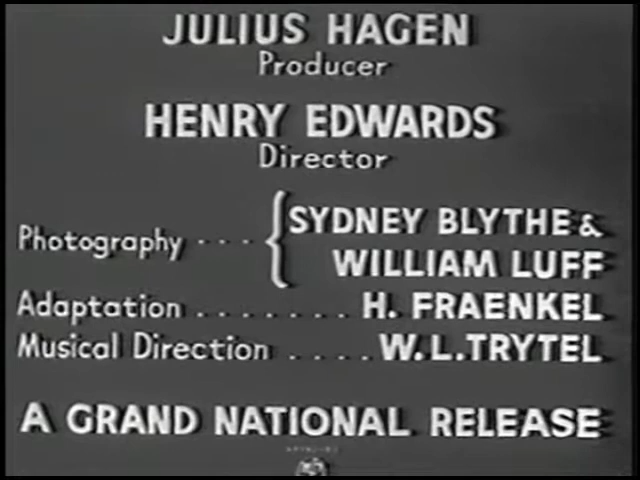 JULIUS HAGEN
Producer
HENRY EDWARDS
Director
Photography . . . { SYDNEY BLYTHE &
WILLIAM LUFF
Adaptation . . . . . . . H. FRAENKEL
Musical Direction . . . . W.L.TRYTEL
A GRAND NATIONAL RELEASE